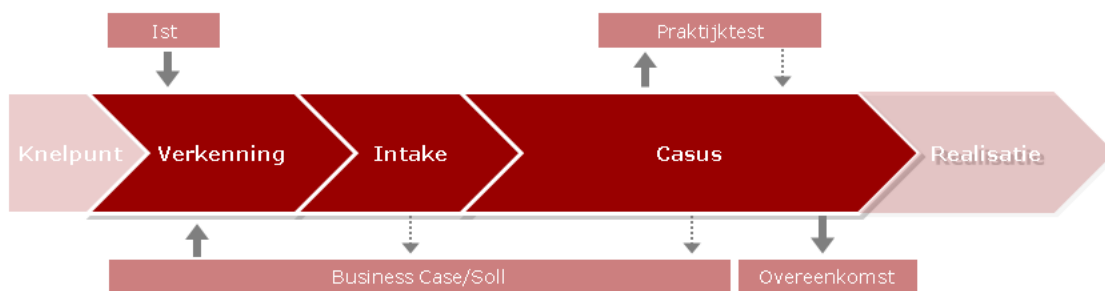 Ist
Praktijktest
Knelpunt
Verkenning
Intake
Casus
Realisatie
Business Case/Soll
Overeenkomst